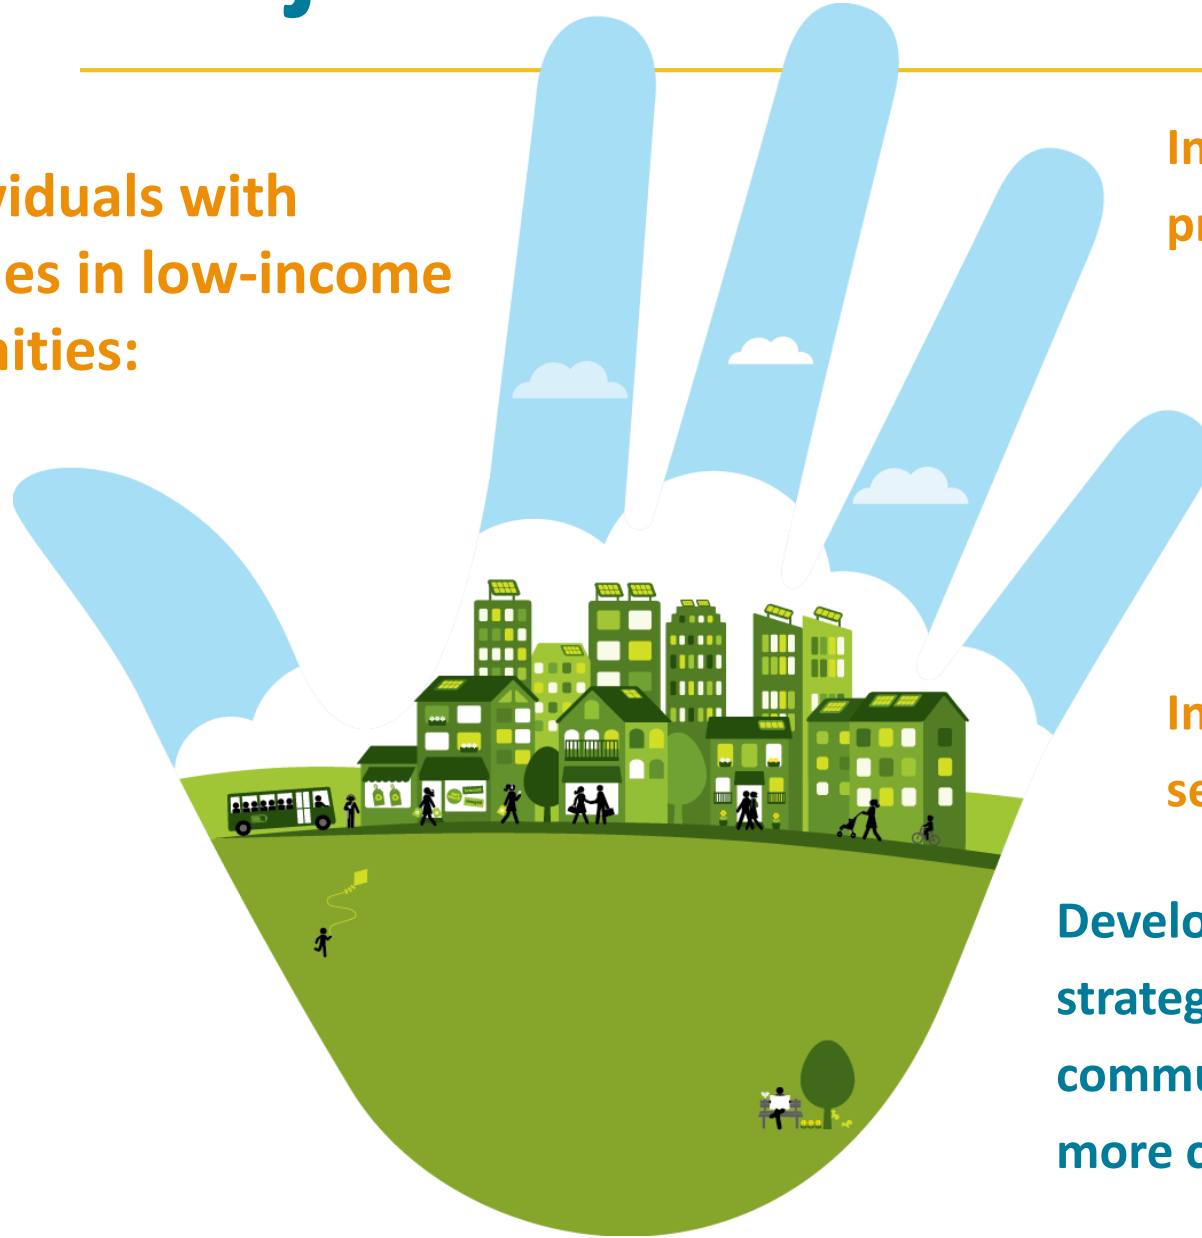 viduals with
es in low-income
nities:
In
pr
In
se
Develo
strateg
commu
more